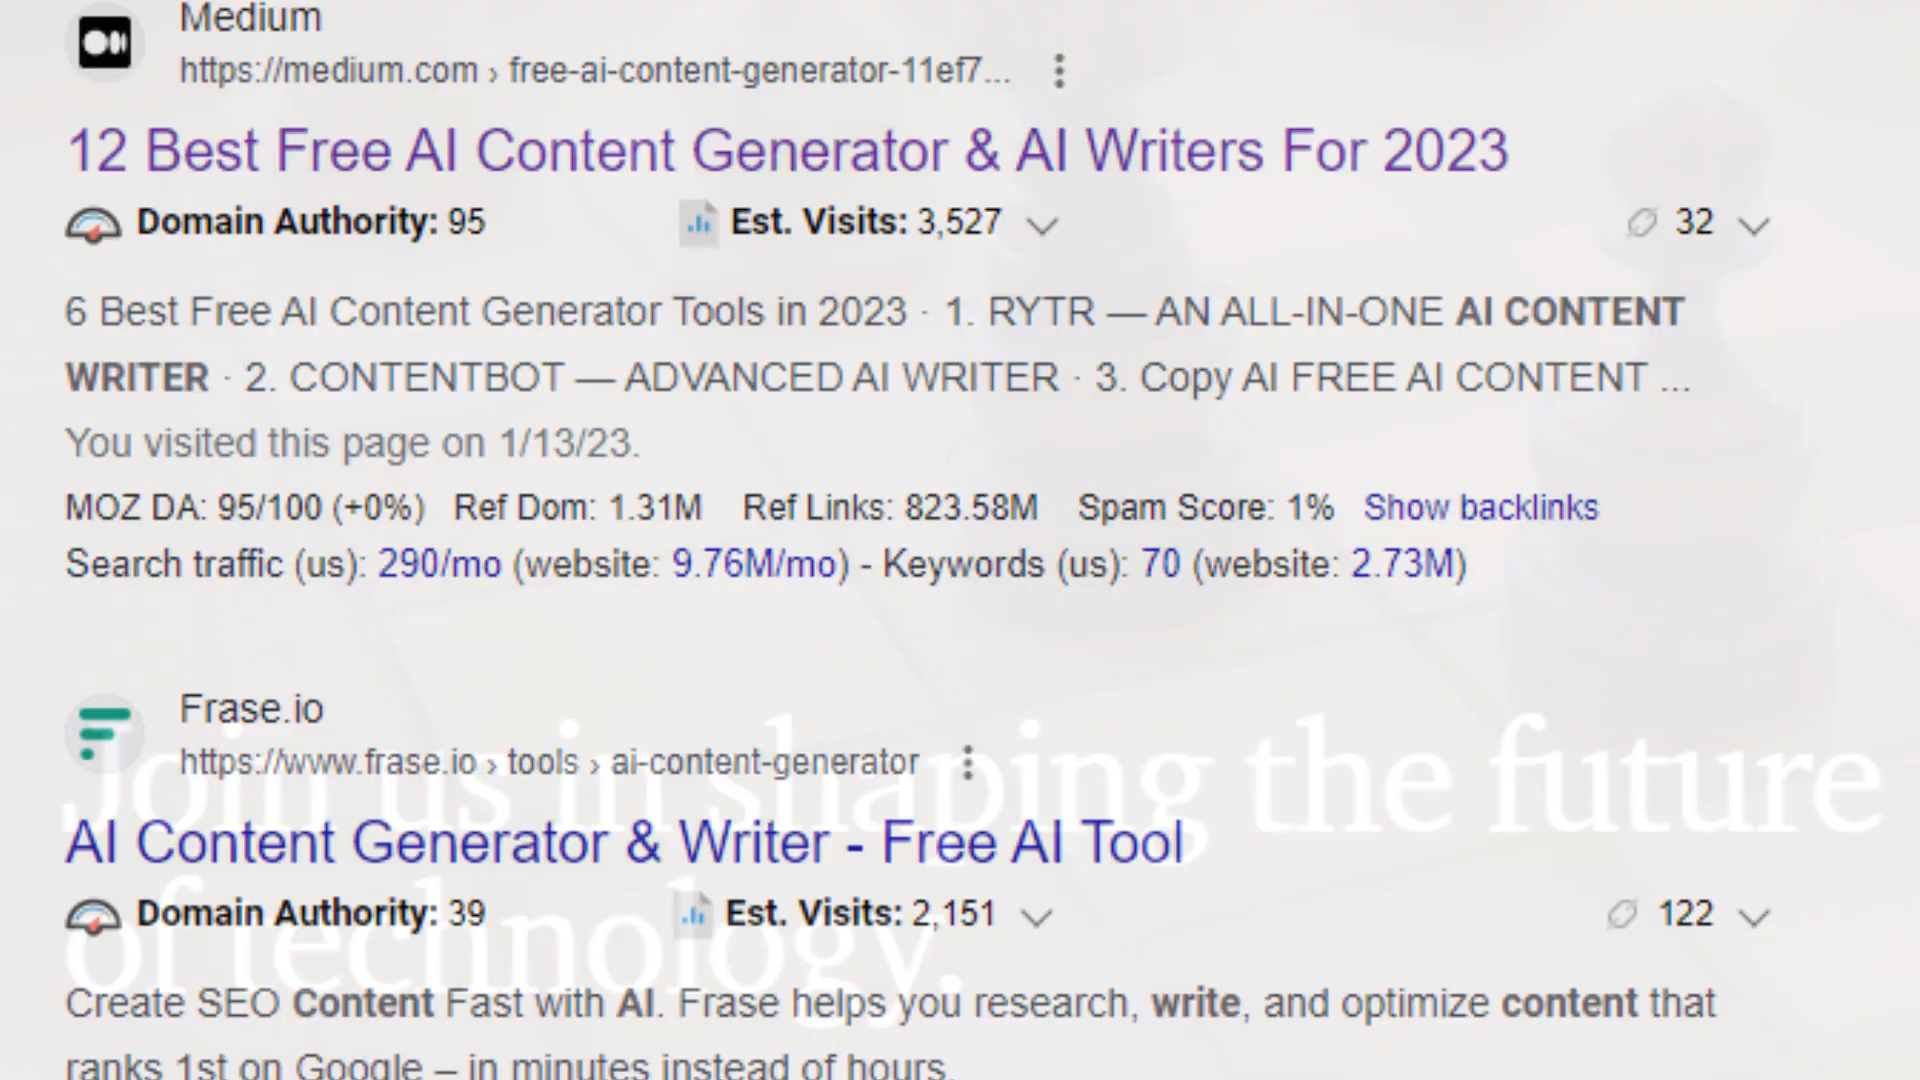 Medium
https://medium.com › free-ai-content-generator-11ef7...
12 Best Free AI Content Generator & AI Writers For 2023
Domain Authority: 95 Est. Visits: 3,527 32
6 Best Free AI Content Generator Tools in 2023 · 1. RYTR — AN ALL-IN-ONE AI CONTENT
WRITER · 2. CONTENTBOT — ADVANCED AI WRITER · 3. Copy AI FREE AI CONTENT ...
You visited this page on 1/13/23.
MOZ DA: 95/100 (+0%) Ref Dom: 1.31M Ref Links: 823.58M Spam Score: 1% Show backlinks
Search traffic (us): 290/mo (website: 9.76M/mo) - Keywords (us): 70 (website: 2.73M)
Frase.io
https://www.frase.io › tools › ai-content-generator
Join us in shaping the future
AI Content Generator & Writer - Free AI Tool
Domain Authority: 39 Est. Visits: 2,151 122
of technology.
Create SEO Content Fast with AI. Frase helps you research, write, and optimize content that
ranks 1st on Google – in minutes instead of hours.